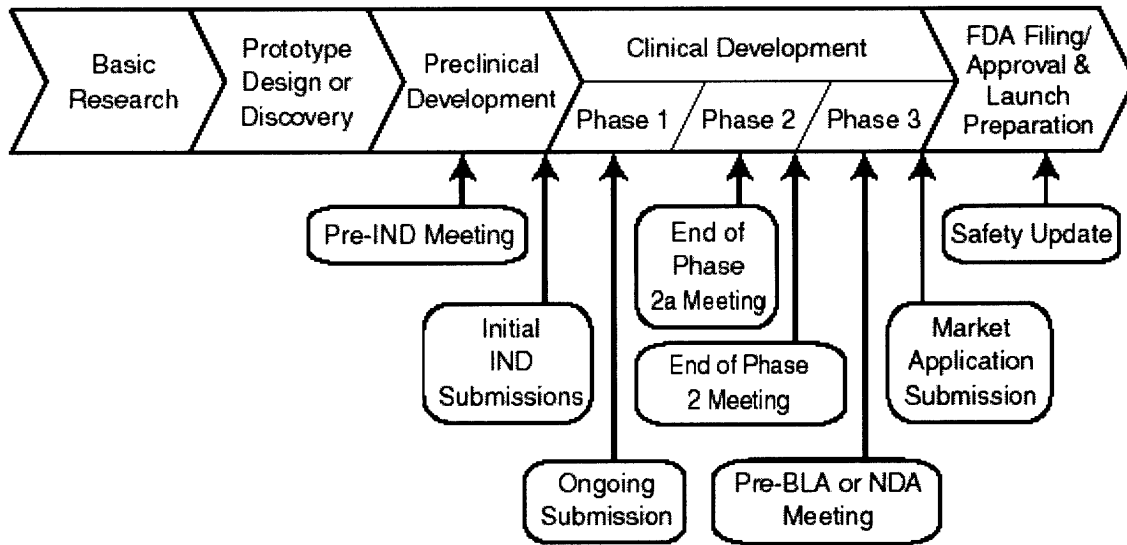 Basic
Research
Prototype
Design or
Discovery
Preclinical
Development
Clinical Development
Phase 1
Phase 2
Phase 3
FDA Filing/
Approval &
Launch
Preparation
Pre-IND Meeting
Initial
IND
Submissions
Ongoing
Submission
End of
Phase
2a Meeting
End of Phase
2 Meeting
Pre-BLA or NDA
Meeting
Market
Application
Submission
Safety Update